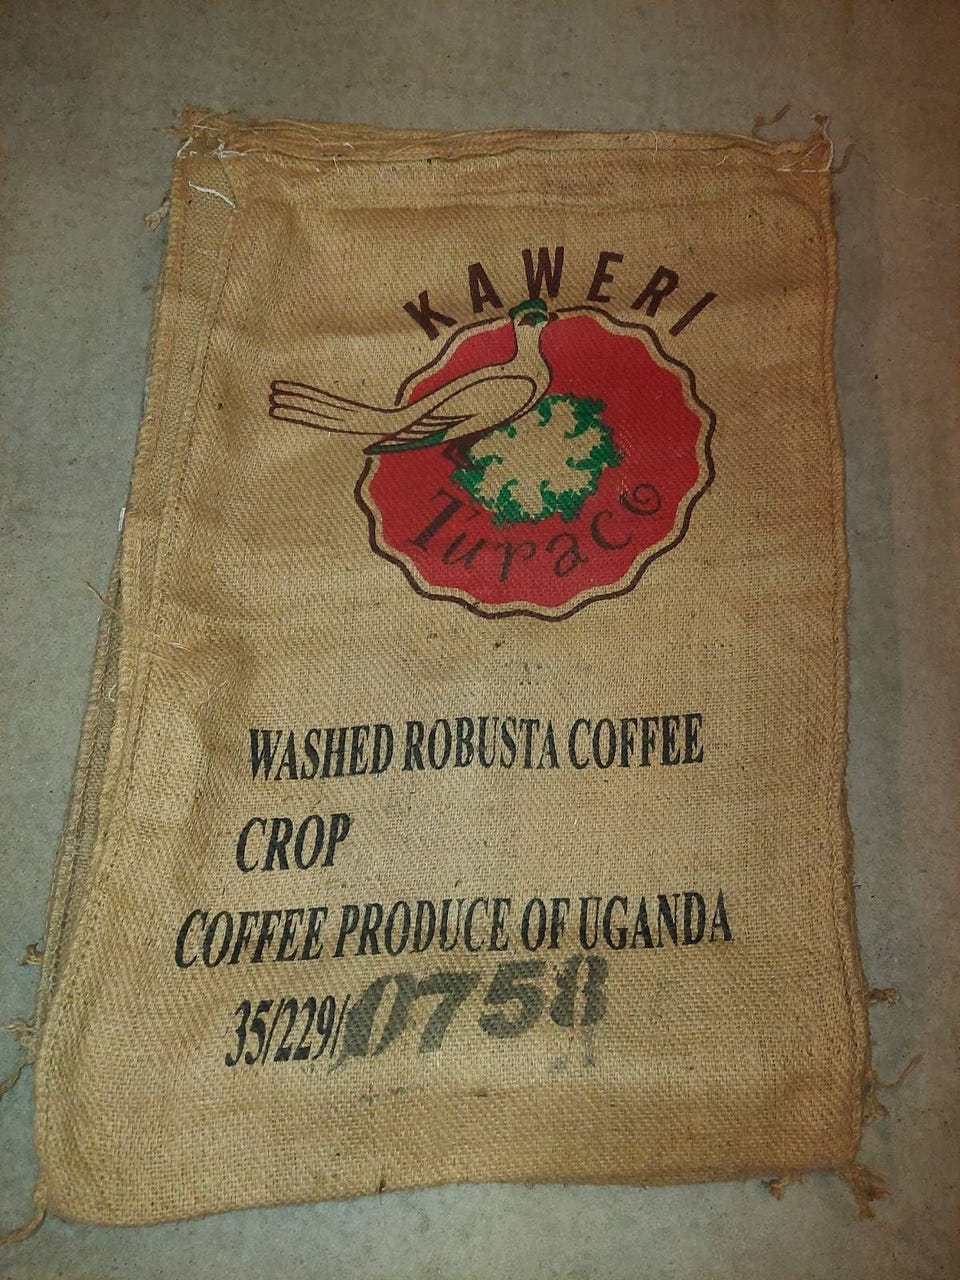 KAWERI
Turaco
WASHED ROBUSTA COFFEE
CROP
COFFEE PRODUCE OF UGANDA
35/229/0758